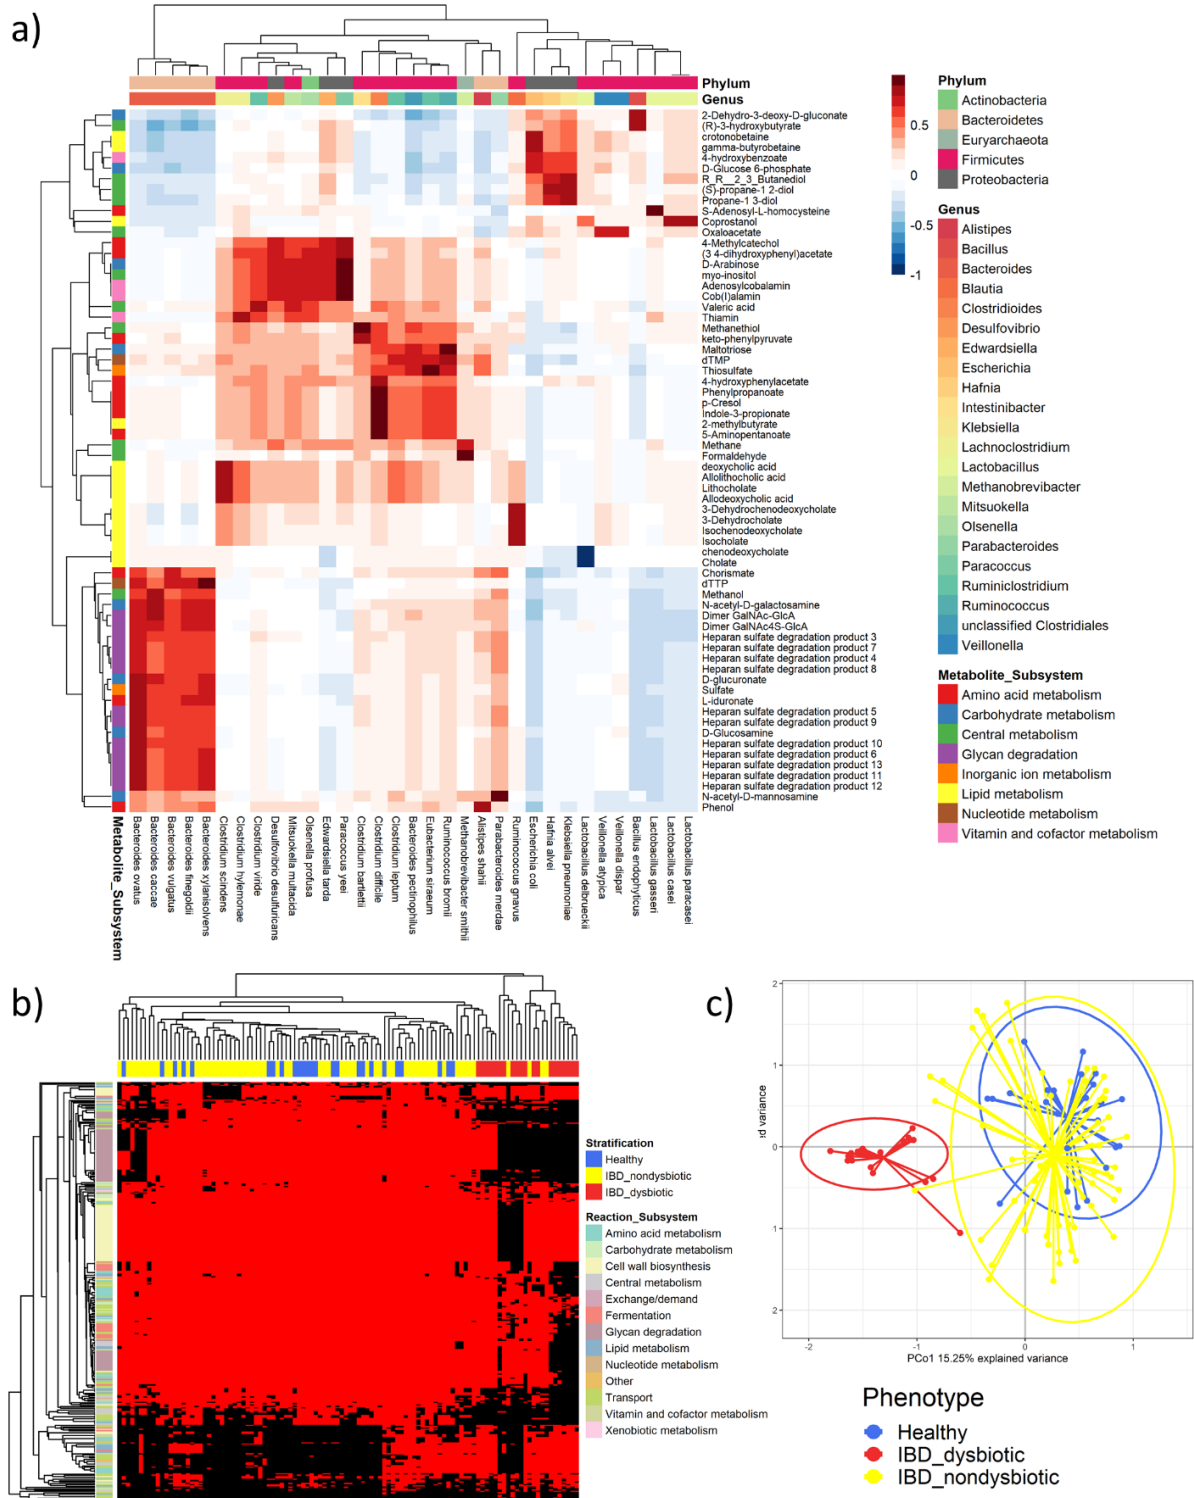 a)
Phylum
Genus
2-Dehydro-3-deoxy-D-gluconate
(R)-3-hydroxybutyrate
crotonobetaine
gamma-butyrobetaine
4-hydroxybenzoate
D-Glucose 6-phosphate
R_R__2_3_Butanediol
(S)-propane-1 2-diol
Propane-1 3-diol
S-Adenosyl-L-homocysteine
Coprostanol
Oxaloacetate
4-Methylcatechol
(3 4-dihydroxyphenyl)acetate
D-Arabinose
myo-inositol
Adenosylcobalamin
Cob(I)alamin
Valeric acid
Thiamin
Methanethiol
keto-phenylpyruvate
Maltotriose
dTMP
Thiosulfate
4-hydroxyphenylacetate
Phenylpropanoate
p-Cresol
Indole-3-propionate
2-methylbutyrate
5-Aminopentanoate
Methane
Formaldehyde
deoxycholic acid
Allolithocholic acid
Lithocholate
Allodeoxycholic acid
3-Dehydrochenodeoxycholate
3-Dehydrocholate
Isochenodeoxycholate
Isocholate
chenodeoxycholate
Cholate
Chorismate
dTTP
Methanol
N-acetyl-D-galactosamine
Dimer GalNAc-GlcA
Dimer GalNAc4S-GlcA
Heparan sulfate degradation product 3
Heparan sulfate degradation product 7
Heparan sulfate degradation product 4
Heparan sulfate degradation product 8
D-glucuronate
Sulfate
L-iduronate
Heparan sulfate degradation product 5
Heparan sulfate degradation product 9
D-Glucosamine
Heparan sulfate degradation product 10
Heparan sulfate degradation product 6
Heparan sulfate degradation product 13
Heparan sulfate degradation product 11
Heparan sulfate degradation product 12
N-acetyl-D-mannosamine
Phenol
0.5
0
-0.5
-1
Phylum
Actinobacteria
Bacteroidetes
Euryarchaeota
Firmicutes
Proteobacteria
Genus
Alistipes
Bacillus
Bacteroides
Blautia
Clostridioides
Desulfovibrio
Edwardsiella
Escherichia
Hafnia
Intestinibacter
Klebsiella
Lachnoclostridium
Lactobacillus
Methanobrevibacter
Mitsuokella
Olsenella
Parabacteroides
Paracoccus
Ruminiclostridium
Ruminococcus
unclassified Clostridiales
Veillonella
Metabolite_Subsystem
Amino acid metabolism
Carbohydrate metabolism
Central metabolism
Glycan degradation
Inorganic ion metabolism
Lipid metabolism
Nucleotide metabolism
Vitamin and cofactor metabolism
Metabolite_Subsystem
Bacteroides ovatus
Bacteroides caccae
Bacteroides vulgatus
Bacteroides finegoldii
Bacteroides xylanisolvens
Clostridium scindens
Clostridium hylemonae
Clostridium viride
Desulfovibrio desulfuricans
Mitsuokella multacida
Olsenella profusa
Edwardsiella tarda
Paracoccus yeei
Clostridium bartlettii
Clostridium difficile
Clostridium leptum
Bacteroides pectinophilus
Eubacterium siraeum
Ruminococcus bromii
Methanobrevibacter smithii
Alistipes shahii
Parabacteroides merdae
Ruminococcus gnavus
Escherichia coli
Hafnia alvei
Klebsiella pneumoniae
Lactobacillus delbrueckii
Veillonella atypica
Veillonella dispar
Bacillus endophyticus
Lactobacillus gasseri
Lactobacillus casei
Lactobacillus paracasei
b)
Stratification
Healthy
IBD_nondysbiotic
IBD_dysbiotic
Reaction_Subsystem
Amino acid metabolism
Carbohydrate metabolism
Cell wall biosynthesis
Central metabolism
Exchange/demand
Fermentation
Glycan degradation
Lipid metabolism
Nucleotide metabolism
Other
Transport
Vitamin and cofactor metabolism
Xenobiotic metabolism
c)
2
1
0
1
2
variance
-2
-1
0
1
PCo1 15.25% explained variance
Phenotype
Healthy
IBD_dysbiotic
IBD_nondysbiotic